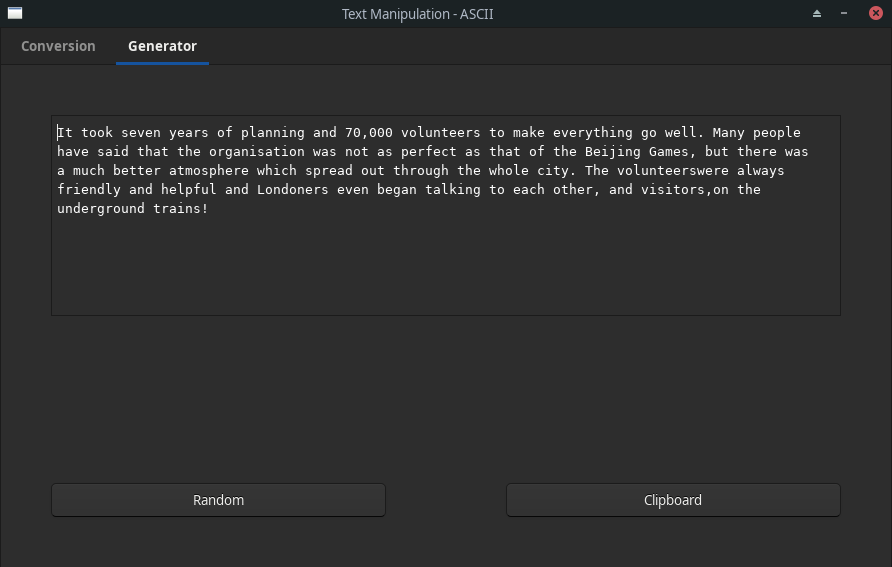 Text Manipulation - ASCII
Conversion
Generator
It took seven years of planning and 70,000 volunteers to make everything go well. Many people
have said that the organisation was not as perfect as that of the Beijing Games, but there was
a much better atmosphere which spread out through the whole city. The volunteerswere always
friendly and helpful and Londoners even began talking to each other, and visitors,on the
underground trains!
Random
Clipboard